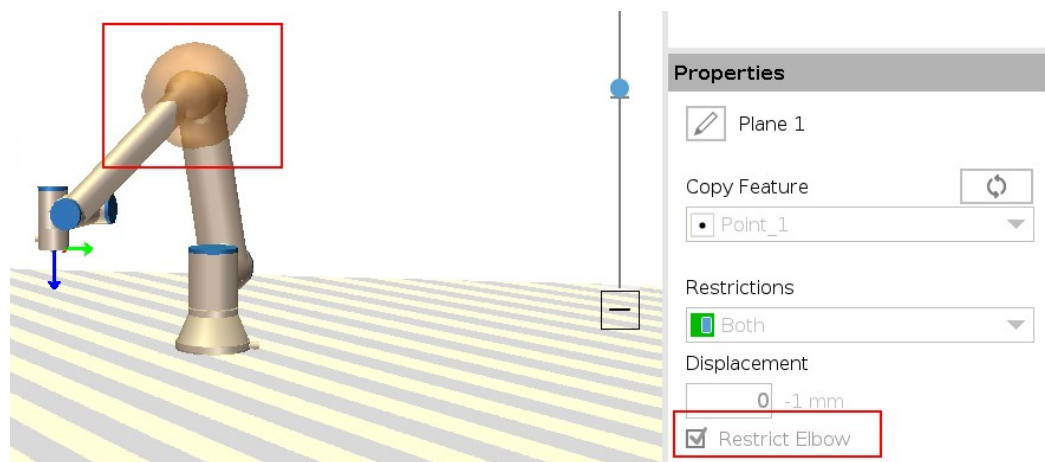 Properties
Plane 1
Copy Feature
Point_1
Restrictions
Both
Displacement
0 -1 mm
Restrict Elbow